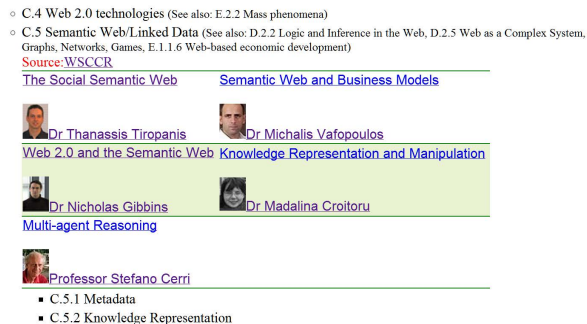 C.4 Web 2.0 technologies (See also: E.2.2 Mass phenomena)
C.5 Semantic Web/Linked Data (See also: D.2.2 Logic and Inference in the Web, D.2.5 Web as a Complex System,
Graphs, Networks, Games, E.1.1.6 Web-based economic development)
Source:WSCCR
The Social Semantic Web Semantic Web and Business Models
Dr Thanassis Tiropanis Dr Michalis Vafopoulos
Web 2.0 and the Semantic Web Knowledge Representation and Manipulation
Dr Nicholas Gibbins Dr Madalina Croitoru
Multi-agent Reasoning
Professor Stefano Cerri
C.5.1 Metadata
C.5.2 Knowledge Representation